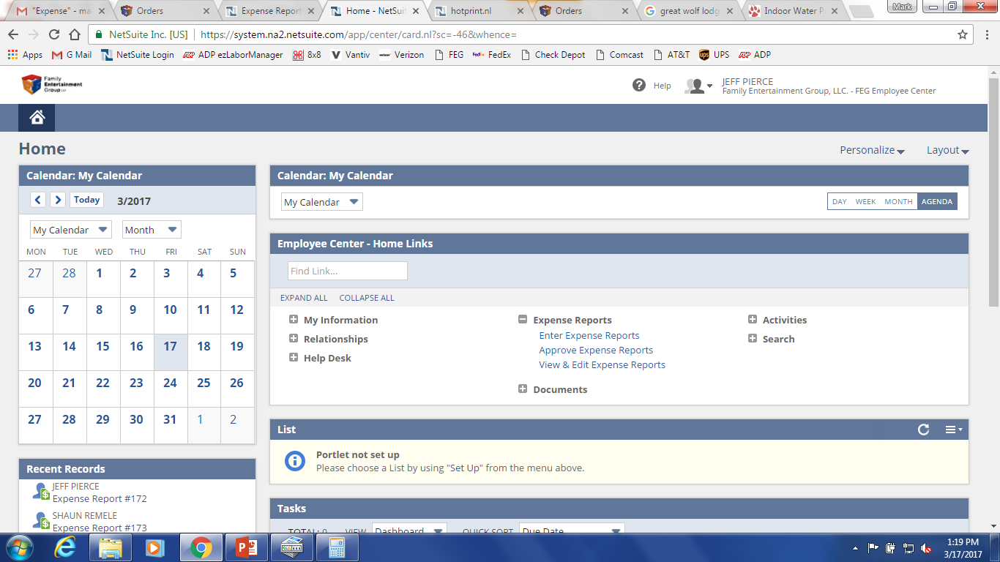 "Expense" - ma
Orders
Expense Repor
Home - NetSuit
hotprint.nl
Orders
great wolf lodg
Indoor Water P
Mark
NetSuite Inc. [US]
https://system.na2.netsuite.com/app/center/card.nl?sc=-46&whence=
Apps
G Mail
NetSuite Login
ADP ezLaborManager
8x8
Vantiv
Verizon
FEG
FedEx
Check Depot
Comcast
AT&T
UPS
ADP
Family
Entertainment
Group LLC
Help
JEFF PIERCE
Family Entertainment Group, LLC. - FEG Employee Center
Home
Personalize
Layout
Calendar: My Calendar
Today
3/2017
My Calendar
Month
MON TUE WED THU FRI SAT SUN
27 28 1 2 3 4 5
6 7 8 9 10 11 12
13 14 15 16 17 18 19
20 21 22 23 24 25 26
27 28 29 30 31 1 2
Recent Records
JEFF PIERCE
Expense Report #172
SHAUN REMELE
Expense Report #173
Calendar: My Calendar
My Calendar
DAY WEEK MONTH AGENDA
Employee Center - Home Links
Find Link...
EXPAND ALL COLLAPSE ALL
My Information
Relationships
Help Desk
Expense Reports
Enter Expense Reports
Approve Expense Reports
View & Edit Expense Reports
Documents
Activities
Search
List
Portlet not set up
Please choose a List by using "Set Up" from the menu above.
Tasks
TOTAL: 0 VIEW Dashboard QUICK SORT Due Date
1:19 PM
3/17/2017